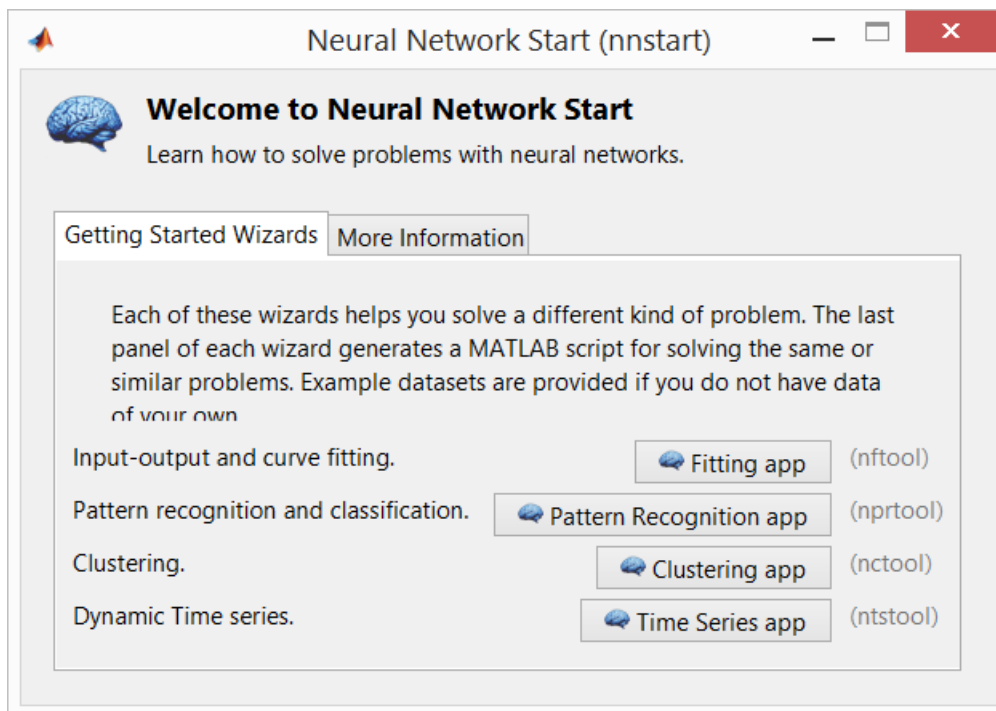 Neural Network Start (nnstart)
Welcome to Neural Network Start
Learn how to solve problems with neural networks.
Getting Started Wizards More Information
Each of these wizards helps you solve a different kind of problem. The last
panel of each wizard generates a MATLAB script for solving the same or
similar problems. Example datasets are provided if you do not have data
of your own
Input-output and curve fitting. Fitting app (nftool)
Pattern recognition and classification. Pattern Recognition app (nprtool)
Clustering. Clustering app (nctool)
Dynamic Time series. Time Series app (ntstool)